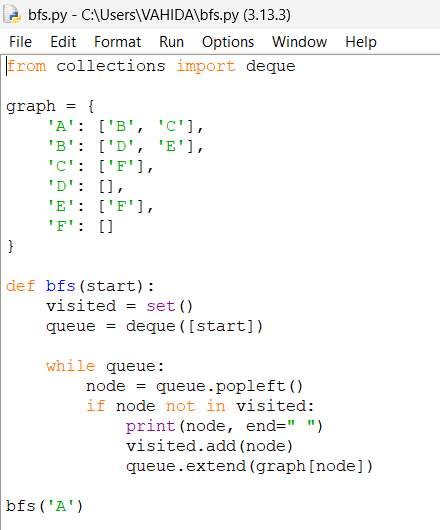 bfs.py - C:\Users\VAHIDA\bfs.py (3.13.3)
File Edit Format Run Options Window Help
from collections import deque

graph = {
    'A': ['B', 'C'],
    'B': ['D', 'E'],
    'C': ['F'],
    'D': [],
    'E': ['F'],
    'F': []
}

def bfs(start):
    visited = set()
    queue = deque([start])

    while queue:
        node = queue.popleft()
        if node not in visited:
            print(node, end=" ")
            visited.add(node)
            queue.extend(graph[node])

bfs('A')